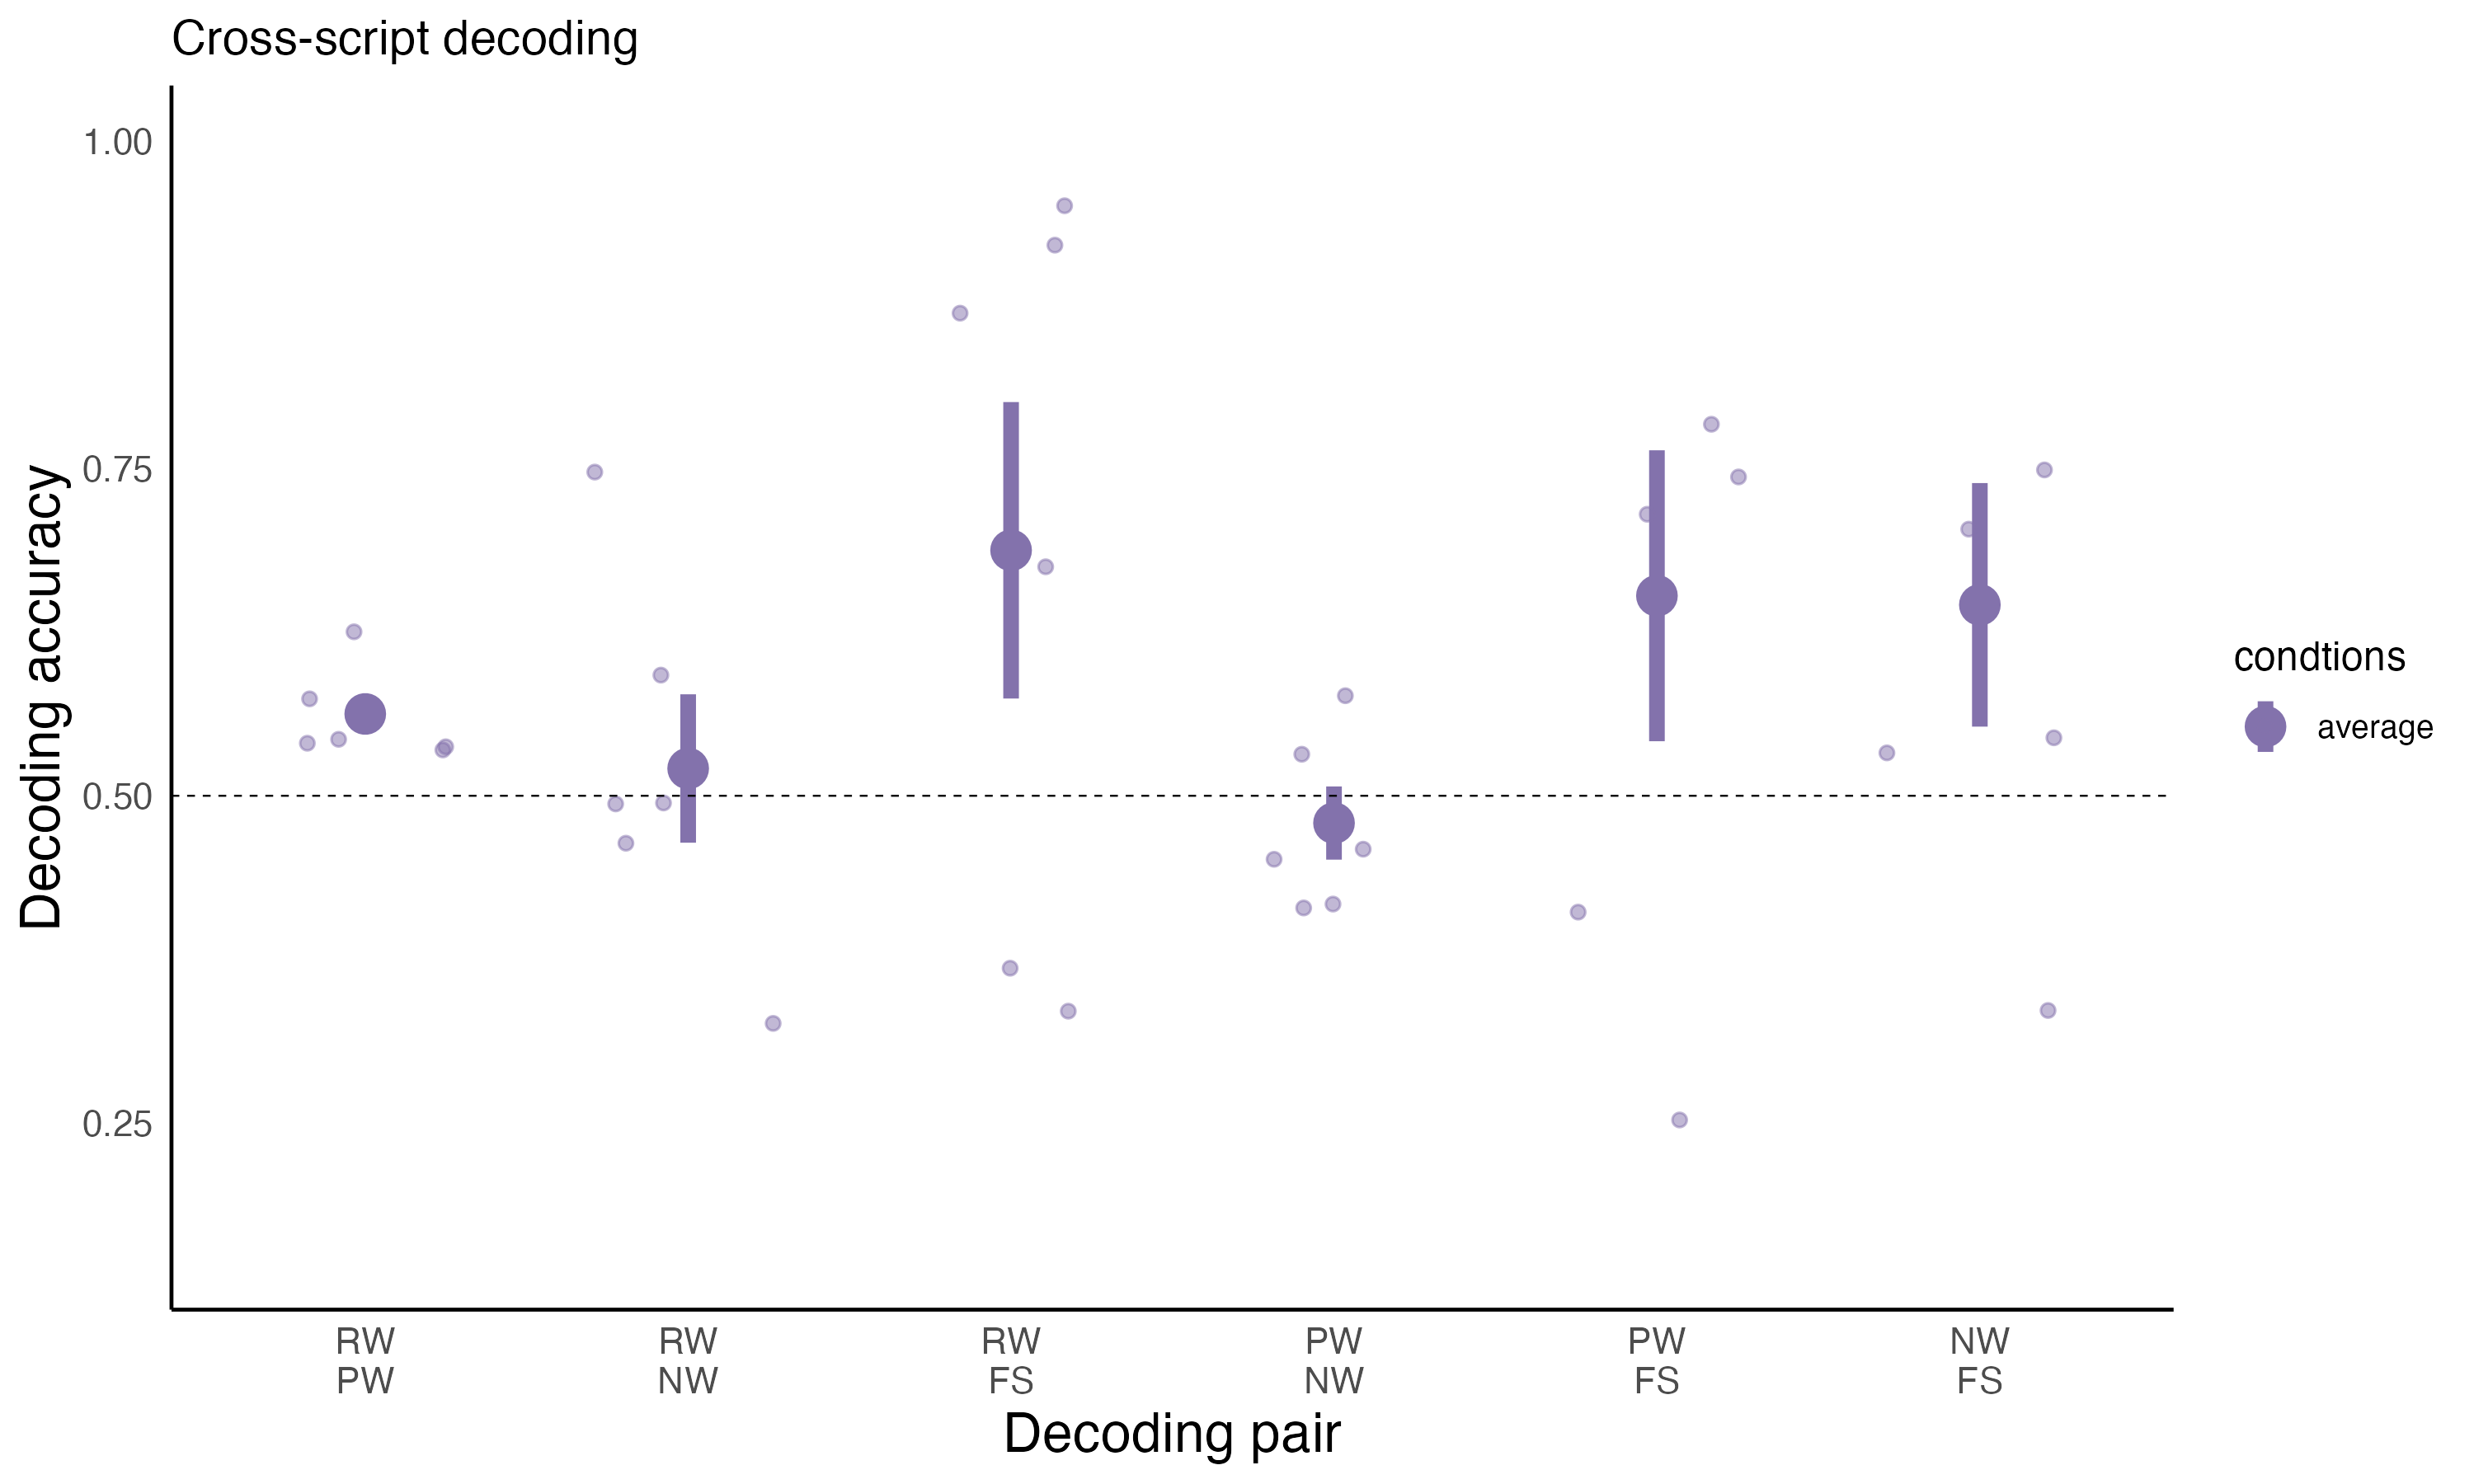 Cross-script decoding
Decoding accuracy
1.00
0.75
0.50
0.25
RW
PW
RW
NW
RW
FS
PW
NW
PW
FS
NW
FS
Decoding pair
condtions
average